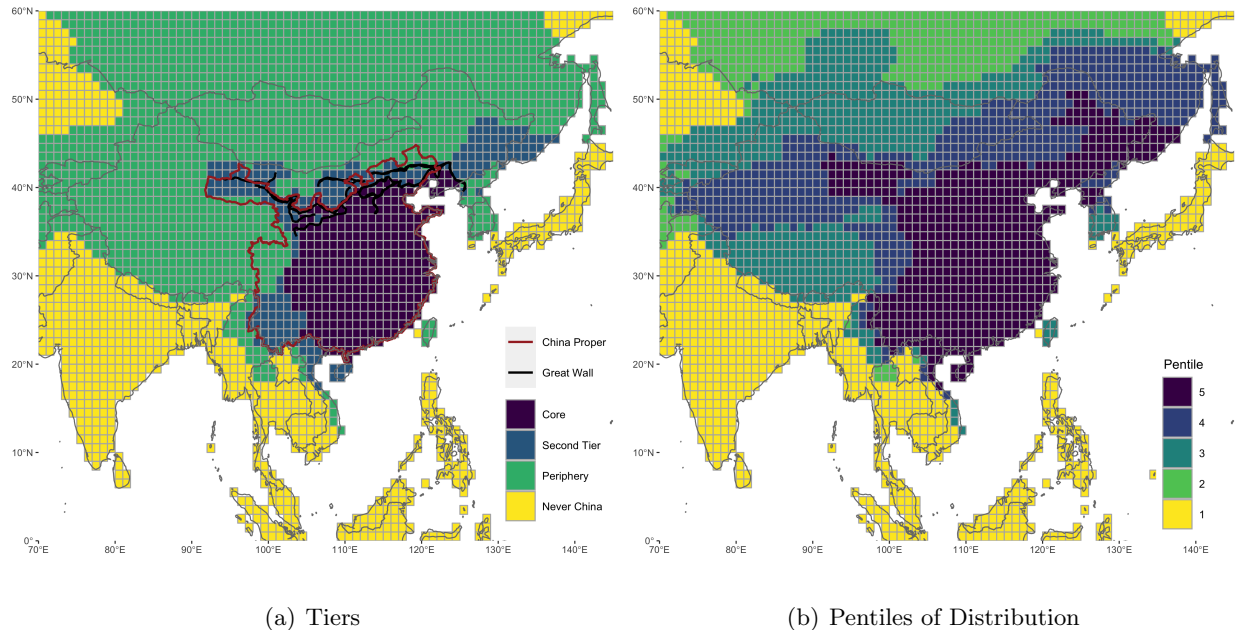 60°N
50°N
40°N
30°N
20°N
10°N
0°
70°E 80°E 90°E 100°E 110°E 120°E 130°E 140°E
China Proper
Great Wall
Core
Second Tier
Periphery
Never China
(a) Tiers
60°N
50°N
40°N
30°N
20°N
10°N
0°
70°E 80°E 90°E 100°E 110°E 120°E 130°E 140°E
Pentile
5
4
3
2
1
(b) Pentiles of Distribution